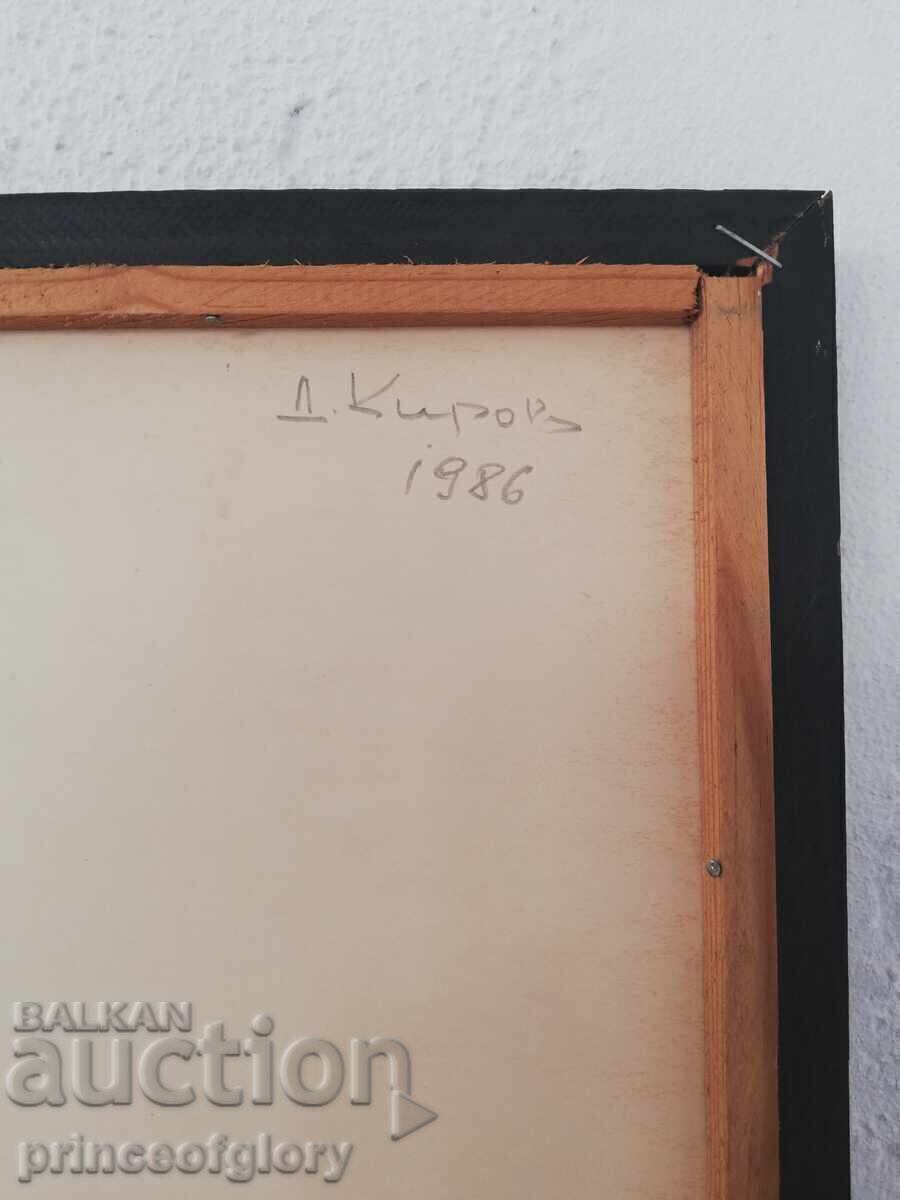 Д. Киров
1986
BALKAN
auction
princeofglory